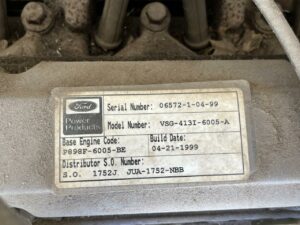 Ford
Power Products
Serial Number: 06572-1-04-99
Model Number: VSG-413I-6005-A
Base Engine Code: Build Date:
P898F-6005-BE 04-21-1999
Distributor S.O. Number:
S.O. 1752J JUA-1752-NBB